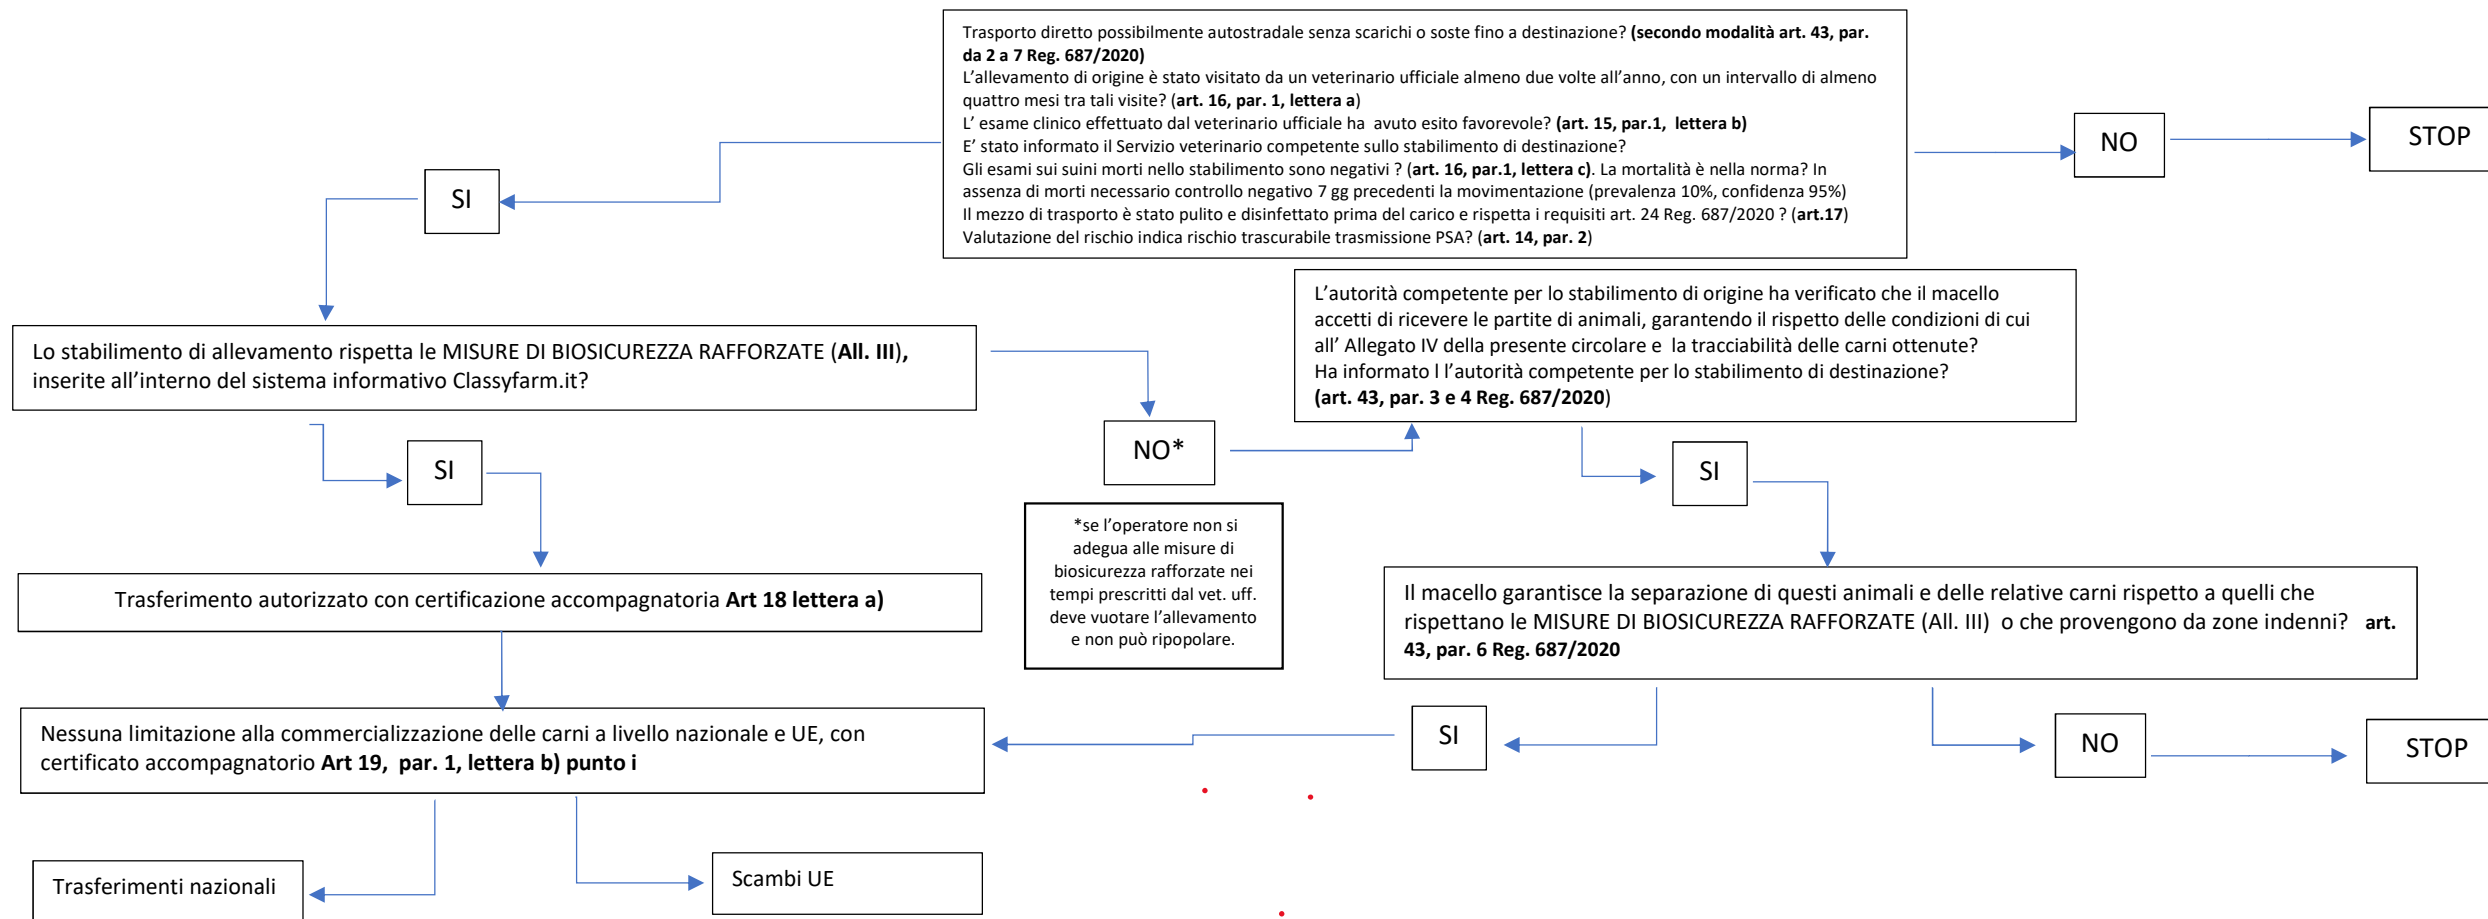 Trasporto diretto possibilmente autostradale senza scarichi o soste fino a destinazione? (secondo modalità art. 43, par.
da 2 a 7 Reg. 687/2020)
L’allevamento di origine è stato visitato da un veterinario ufficiale almeno due volte all’anno, con un intervallo di almeno
quattro mesi tra tali visite? (art. 16, par. 1, lettera a)
L’ esame clinico effettuato dal veterinario ufficiale ha avuto esito favorevole? (art. 15, par.1, lettera b)
E’ stato informato il Servizio veterinario competente sullo stabilimento di destinazione?
Gli esami sui suini morti nello stabilimento sono negativi ? (art. 16, par.1, lettera c). La mortalità è nella norma? In
assenza di morti necessario controllo negativo 7 gg precedenti la movimentazione (prevalenza 10%, confidenza 95%)
Il mezzo di trasporto è stato pulito e disinfettato prima del carico e rispetta i requisiti art. 24 Reg. 687/2020 ? (art.17)
Valutazione del rischio indica rischio trascurabile trasmissione PSA? (art. 14, par. 2)
NO
STOP
SI
Lo stabilimento di allevamento rispetta le MISURE DI BIOSICUREZZA RAFFORZATE (All. III),
inserite all’interno del sistema informativo Classyfarm.it?
L’autorità competente per lo stabilimento di origine ha verificato che il macello
accetti di ricevere le partite di animali, garantendo il rispetto delle condizioni di cui
all’ Allegato IV della presente circolare e la tracciabilità delle carni ottenute?
Ha informato l l’autorità competente per lo stabilimento di destinazione?
(art. 43, par. 3 e 4 Reg. 687/2020)
SI
NO*
SI
*se l’operatore non si
adegua alle misure di
biosicurezza rafforzate nei
tempi prescritti dal vet. uff.
deve vuotare l’allevamento
e non può ripopolare.
Trasferimento autorizzato con certificazione accompagnatoria Art 18 lettera a)
Il macello garantisce la separazione di questi animali e delle relative carni rispetto a quelli che
rispettano le MISURE DI BIOSICUREZZA RAFFORZATE (All. III) o che provengono da zone indenni? art.
43, par. 6 Reg. 687/2020
Nessuna limitazione alla commercializzazione delle carni a livello nazionale e UE, con
certificato accompagnatorio Art 19, par. 1, lettera b) punto i
SI
NO
STOP
Trasferimenti nazionali
Scambi UE